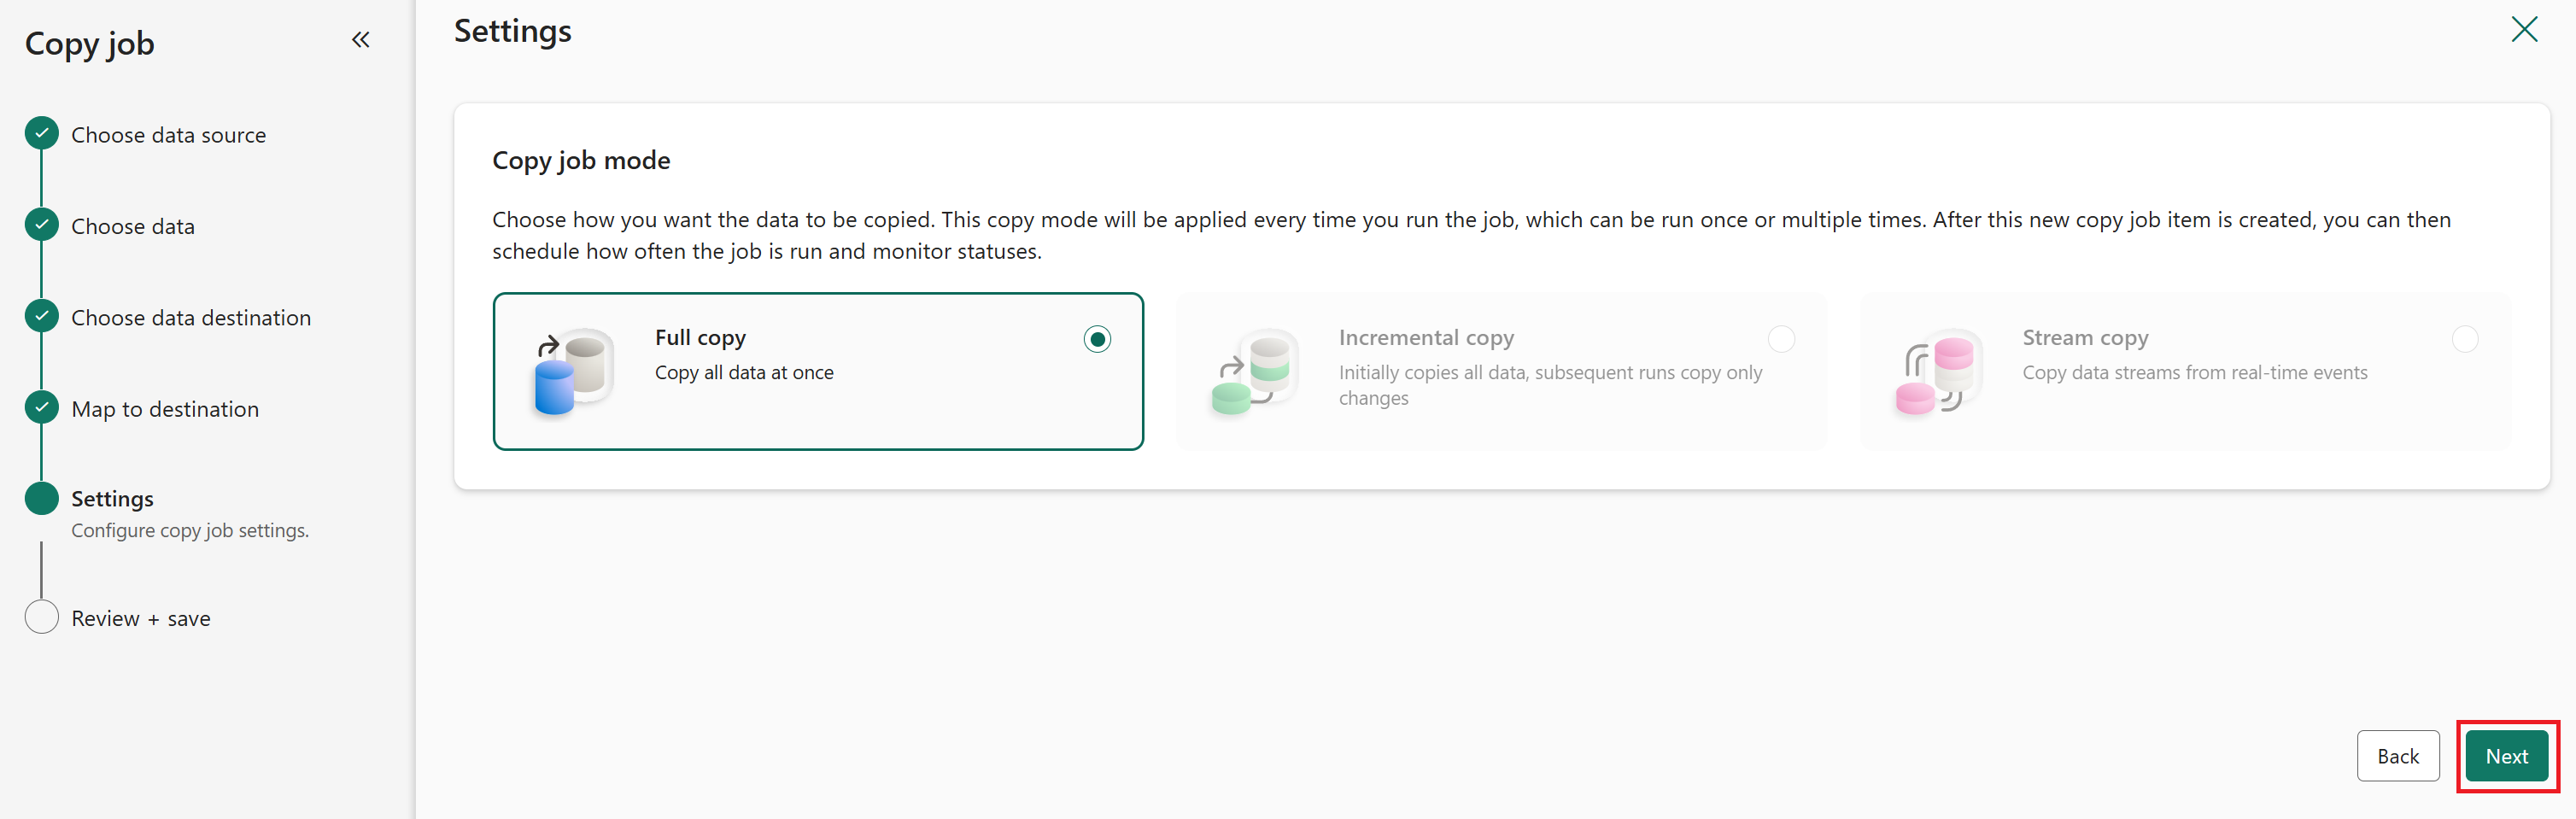 Copy job
Choose data source
Choose data
Choose data destination
Map to destination
Settings
Configure copy job settings.
Review + save
Settings
Copy job mode
Choose how you want the data to be copied. This copy mode will be applied every time you run the job, which can be run once or multiple times. After this new copy job item is created, you can then
schedule how often the job is run and monitor statuses.
Full copy
Copy all data at once
Incremental copy
Initially copies all data, subsequent runs copy only
changes
Stream copy
Copy data streams from real-time events
Back
Next